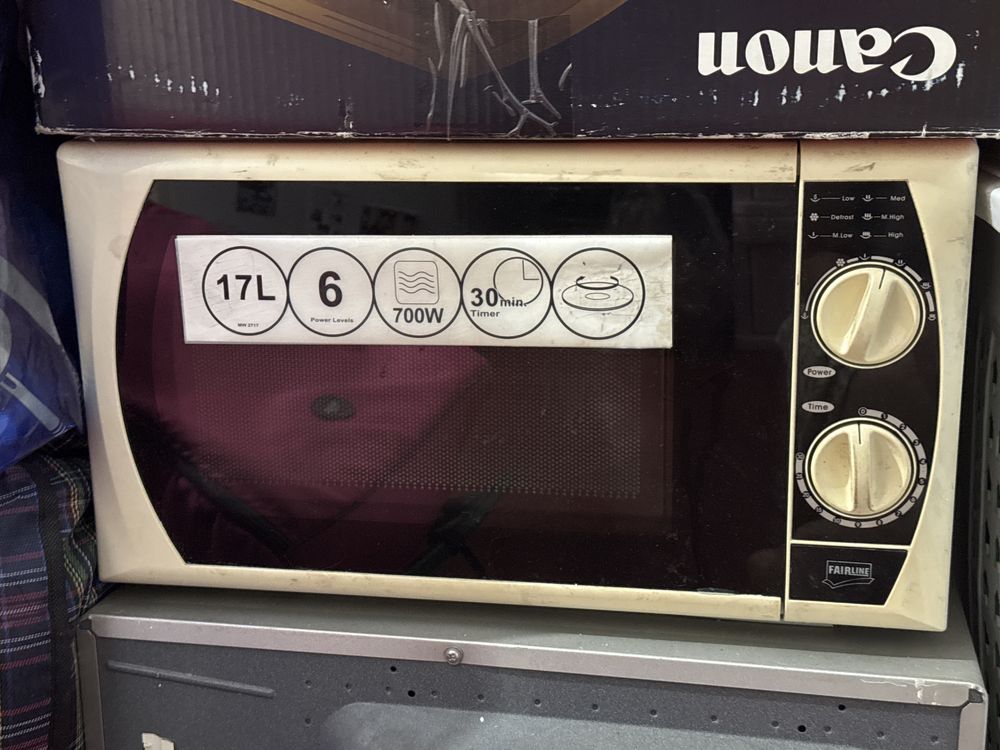 Canon
17L
MW 2717
6
Power Levels
700W
30min.
Timer
Low
Med
Defrost
M.High
M.Low
High
Power
Time
FAIRLINE